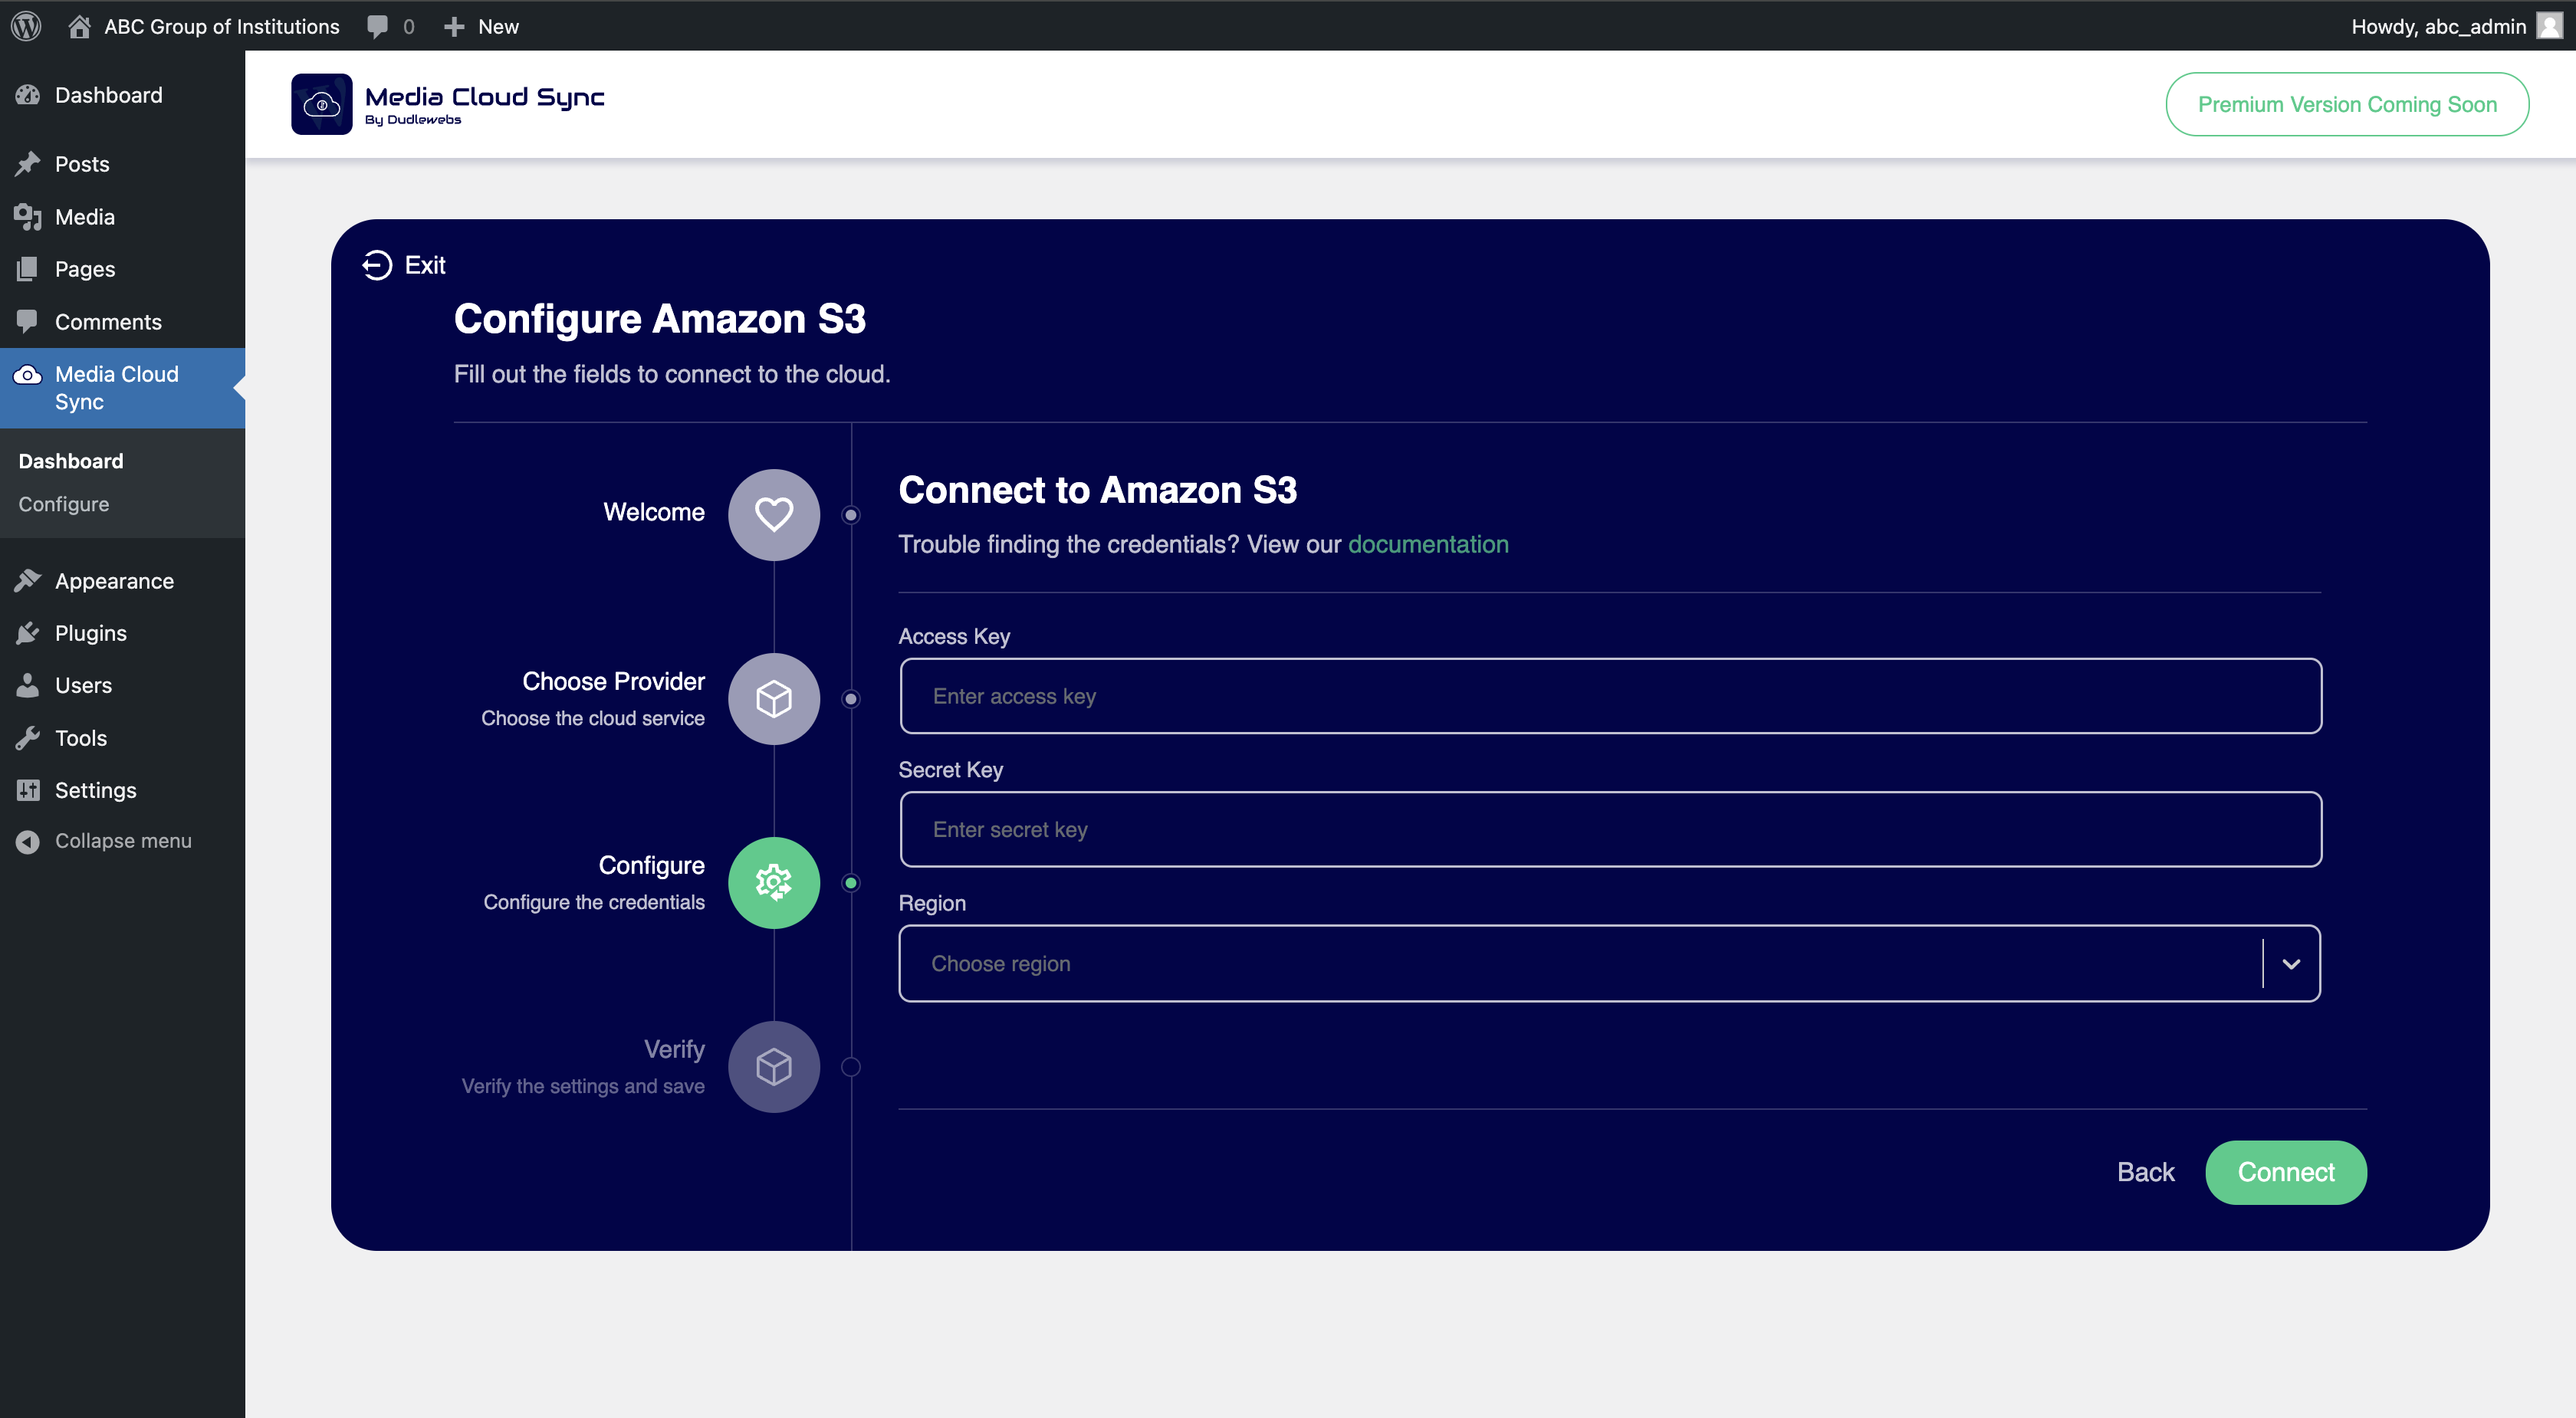 ABC Group of Institutions
0
New
Howdy, abc_admin
Dashboard
Posts
Media
Pages
Comments
Media Cloud
Sync
Dashboard
Configure
Appearance
Plugins
Users
Tools
Settings
Collapse menu
Media Cloud Sync
By Dudlewebs
Premium Version Coming Soon
Exit
Configure Amazon S3
Fill out the fields to connect to the cloud.
Welcome
Choose Provider
Choose the cloud service
Configure
Configure the credentials
Verify
Verify the settings and save
Connect to Amazon S3
Trouble finding the credentials? View our documentation
Access Key
Enter access key
Secret Key
Enter secret key
Region
Choose region
Back
Connect